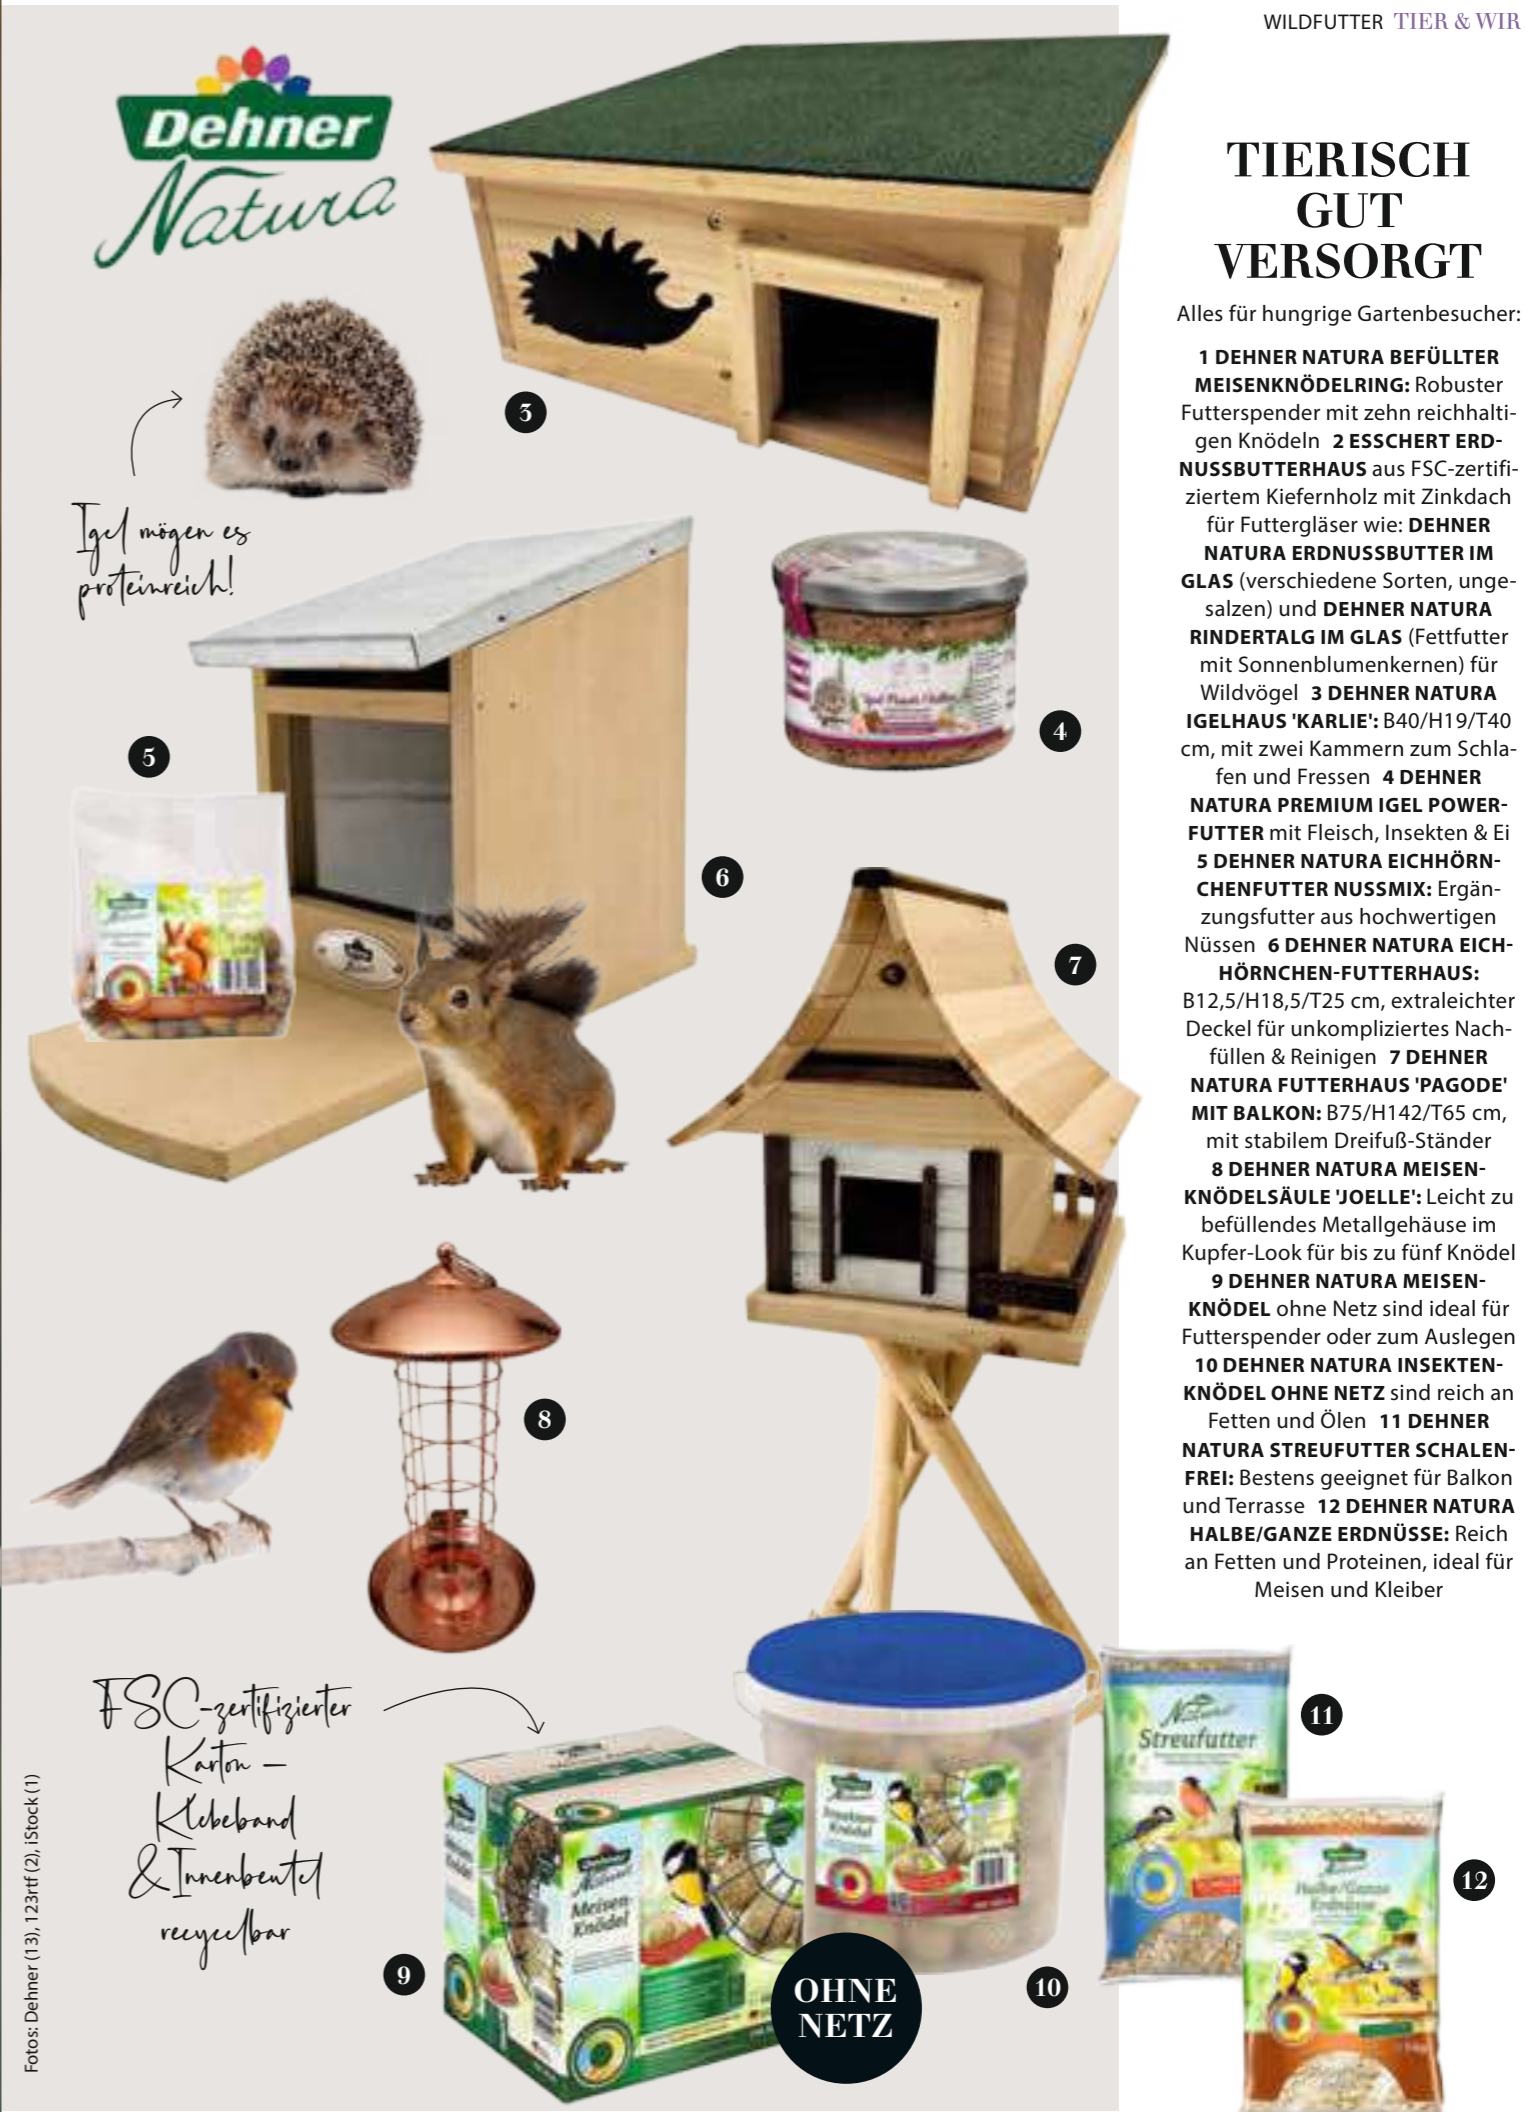 WILDFUTTER TIER & WIR
Dehner
Natura
TIERISCH
GUT
VERSORGT
Alles für hungrige Gartenbesucher:
1 DEHNER NATURA BEFÜLLTER
MEISENKNÖDELRING: Robuster
Futterspender mit zehn reichhalti-
gen Knödeln 2 ESSCHERT ERD-
NUSSBUTTERHAUS aus FSC-zertifi-
ziertem Kiefernholz mit Zinkdach
für Futtergläser wie: DEHNER
NATURA ERDNUSSBUTTER IM
GLAS (verschiedene Sorten, unge-
salzen) und DEHNER NATURA
RINDERTALG IM GLAS (Fettfutter
mit Sonnenblumenkernen) für
Wildvögel 3 DEHNER NATURA
IGELHAUS 'KARLIE': B40/H19/T40
cm, mit zwei Kammern zum Schla-
fen und Fressen 4 DEHNER
NATURA PREMIUM IGEL POWER-
FUTTER mit Fleisch, Insekten & Ei
5 DEHNER NATURA EICHHÖRN-
CHENFUTTER NUSSMIX: Ergän-
zungsfutter aus hochwertigen
Nüssen 6 DEHNER NATURA EICH-
HÖRNCHEN-FUTTERHAUS:
B12,5/H18,5/T25 cm, extraleichter
Deckel für unkompliziertes Nach-
füllen & Reinigen 7 DEHNER
NATURA FUTTERHAUS 'PAGODE'
MIT BALKON: B75/H142/T65 cm,
mit stabilem Dreifuß-Ständer
8 DEHNER NATURA MEISEN-
KNÖDELSÄULE 'JOELLE': Leicht zu
befüllendes Metallgehäuse im
Kupfer-Look für bis zu fünf Knödel
9 DEHNER NATURA MEISEN-
KNÖDEL ohne Netz sind ideal für
Futterspender oder zum Auslegen
10 DEHNER NATURA INSEKTEN-
KNÖDEL OHNE NETZ sind reich an
Fetten und Ölen 11 DEHNER
NATURA STREUFUTTER SCHALEN-
FREI: Bestens geeignet für Balkon
und Terrasse 12 DEHNER NATURA
HALBE/GANZE ERDNÜSSE: Reich
an Fetten und Proteinen, ideal für
Meisen und Kleiber
3
Igel mögen es
proteinreich!
4
5
6
7
8
FSC-zertifizierter
Karton –
Klebeband
& Innenbeutel
recycelbar
9
Dehner
Natura
Meisen-
Knödel
OHNE
NETZ
Dehner
Natura
Insekten-
Knödel
10
Natura
Streufutter
11
Halbe/Ganze
Erdnüsse
12
Fotos: Dehner (13), 123rtf (2), iStock (1)